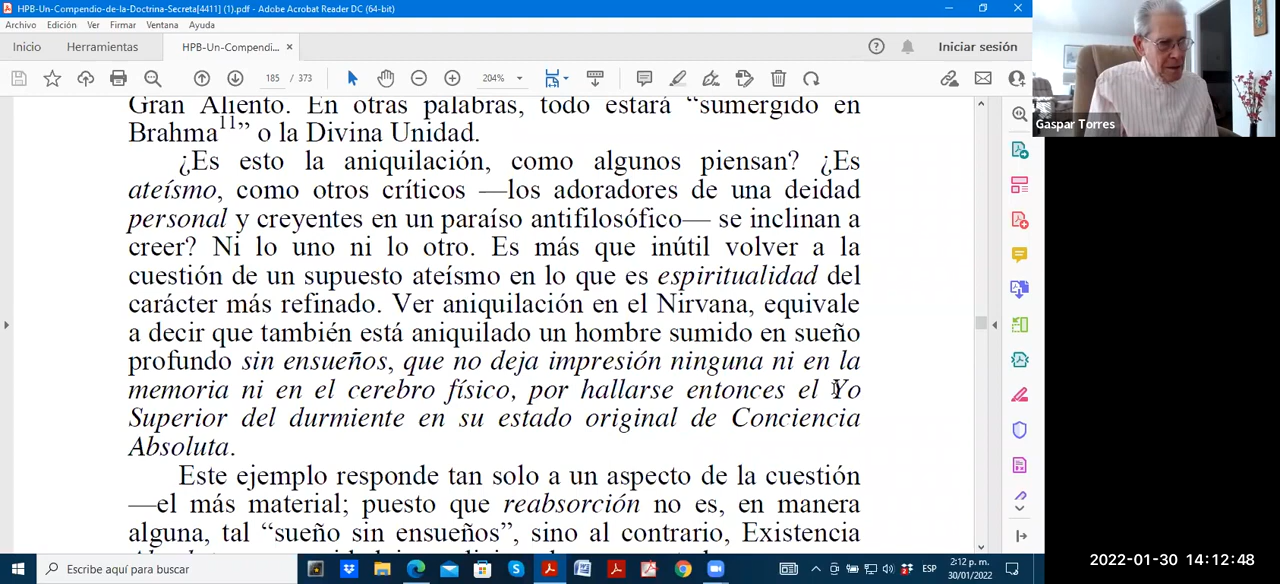 HPB-Un-Compendio-de-la-Doctrina-Secreta[4411] (1).pdf - Adobe Acrobat Reader DC (64-bit)
Archivo Edición Ver Firmar Ventana Ayuda
Inicio Herramientas HPB-Un-Compendi... × Iniciar sesión
185 / 373 204%
Gaspar Torres
Gran Aliento. En otras palabras, todo estará “sumergido en
Brahma11” o la Divina Unidad.
¿Es esto la aniquilación, como algunos piensan? ¿Es
ateísmo, como otros críticos —los adoradores de una deidad
personal y creyentes en un paraíso antifilosófico— se inclinan a
creer? Ni lo uno ni lo otro. Es más que inútil volver a la
cuestión de un supuesto ateísmo en lo que es espiritualidad del
carácter más refinado. Ver aniquilación en el Nirvana, equivale
a decir que también está aniquilado un hombre sumido en sueño
profundo sin ensueños, que no deja impresión ninguna ni en la
memoria ni en el cerebro físico, por hallarse entonces el Yo
Superior del durmiente en su estado original de Conciencia
Absoluta.
Este ejemplo responde tan solo a un aspecto de la cuestión
—el más material; puesto que reabsorción no es, en manera
alguna, tal “sueño sin ensueños”, sino al contrario, Existencia
Escribe aquí para buscar
ESP
2:12 p. m.
30/01/2022
2022-01-30 14:12:48